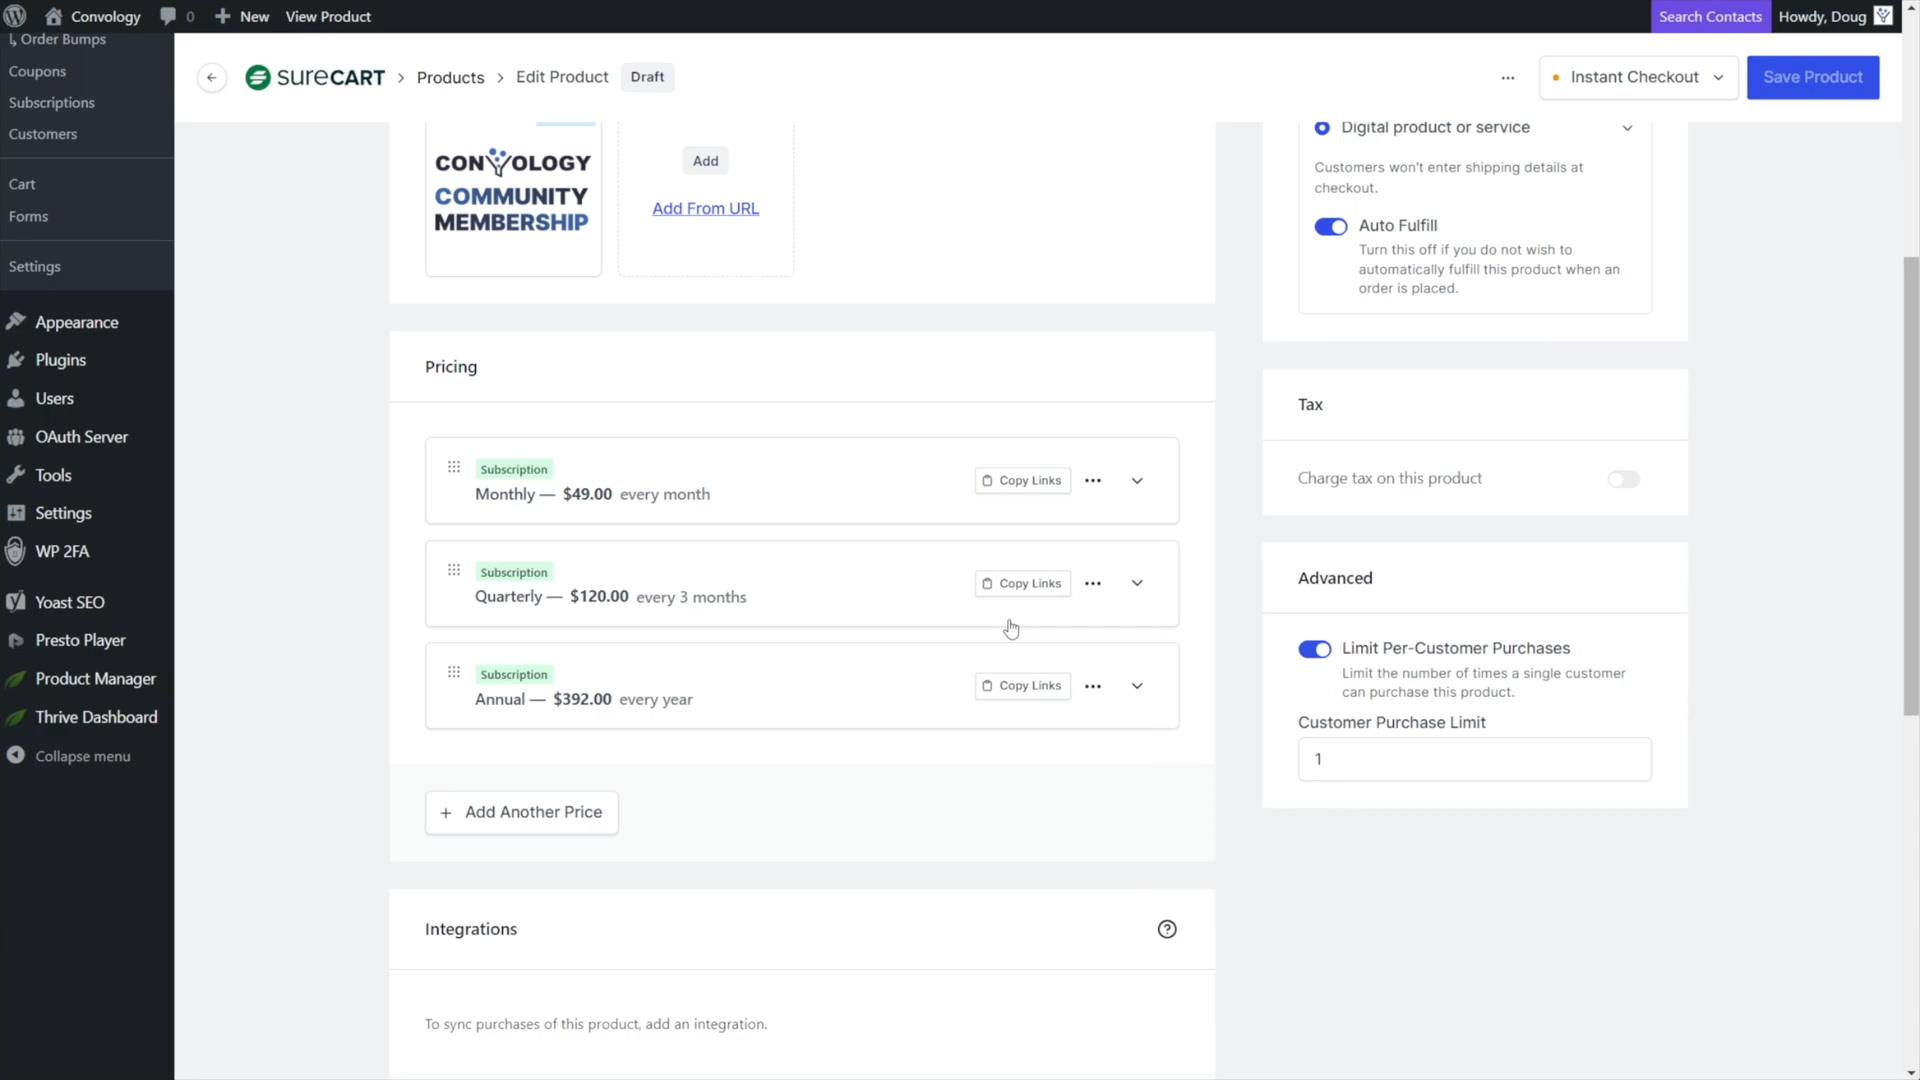 Convology
0
New
View Product
Search Contacts
Howdy, Doug
Order Bumps
Coupons
Subscriptions
Customers
Cart
Forms
Settings
Appearance
Plugins
Users
OAuth Server
Tools
Settings
WP 2FA
Yoast SEO
Presto Player
Product Manager
Thrive Dashboard
Collapse menu
SURECART
Products
Edit Product
Draft
Instant Checkout
Save Product
CONVOLOGY
COMMUNITY
MEMBERSHIP
Add
Add From URL
Pricing
Subscription
Monthly — $49.00 every month
Copy Links
Subscription
Quarterly — $120.00 every 3 months
Copy Links
Subscription
Annual — $392.00 every year
Copy Links
+ Add Another Price
Integrations
To sync purchases of this product, add an integration.
Digital product or service
Customers won't enter shipping details at
checkout.
Auto Fulfill
Turn this off if you do not wish to
automatically fulfill this product when an
order is placed.
Tax
Charge tax on this product
Advanced
Limit Per-Customer Purchases
Limit the number of times a single customer
can purchase this product.
Customer Purchase Limit
1